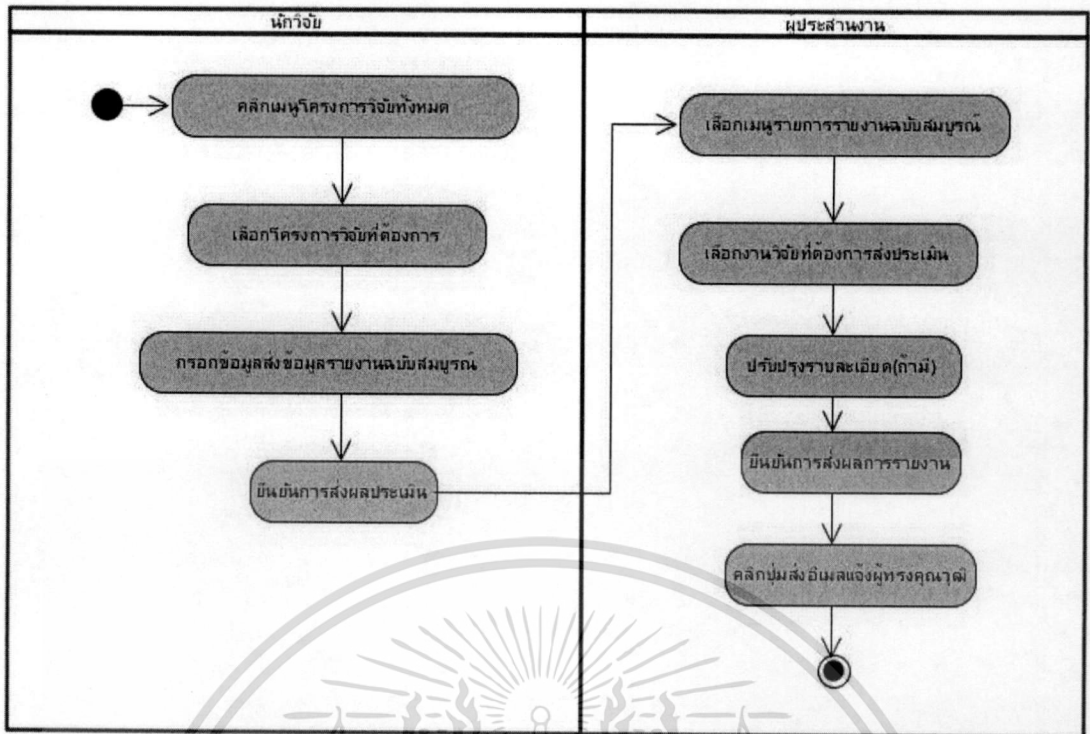 นักวิจัย
ผู้ประสานงาน
คลิกเมนูโครงการวิจัยทั้งหมด
เลือกโครงการวิจัยที่ต้องการ
กรอกข้อมูลส่งข้อมูลรายงานฉบับสมบูรณ์
ยืนยันการส่งผลประเมิน
เลือกเมนูรายการรายงานฉบับสมบูรณ์
เลือกงานวิจัยที่ต้องการส่งประเมิน
ปรับปรุงรายละเอียด(ถ้ามี)
ยืนยันการส่งผลการรายงาน
คลิกปุ่มส่งอีเมลแจ้งผู้ทรงคุณวุฒิ